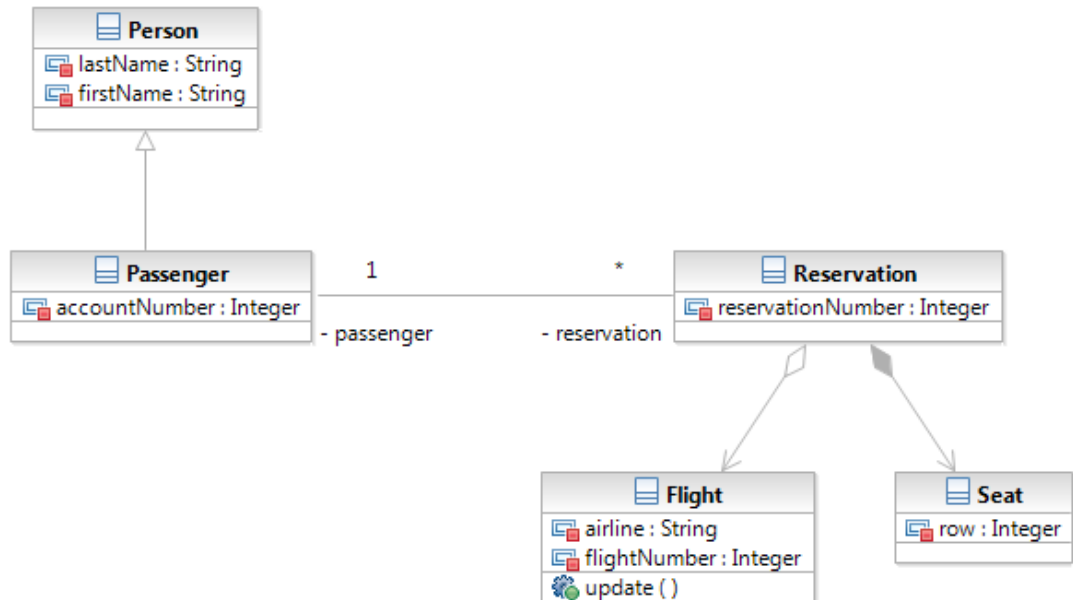 Person
lastName : String
firstName : String
Passenger
accountNumber : Integer
1
*
- passenger
- reservation
Reservation
reservationNumber : Integer
Flight
airline : String
flightNumber : Integer
update ( )
Seat
row : Integer